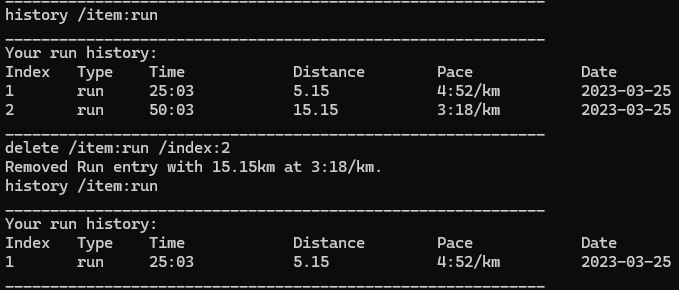 ____________________________________________________________
history /item:run
____________________________________________________________
Your run history:
Index   Type    Time            Distance        Pace            Date
1       run     25:03           5.15            4:52/km         2023-03-25
2       run     50:03           15.15           3:18/km         2023-03-25
____________________________________________________________
delete /item:run /index:2
Removed Run entry with 15.15km at 3:18/km.
history /item:run
____________________________________________________________
Your run history:
Index   Type    Time            Distance        Pace            Date
1       run     25:03           5.15            4:52/km         2023-03-25
____________________________________________________________